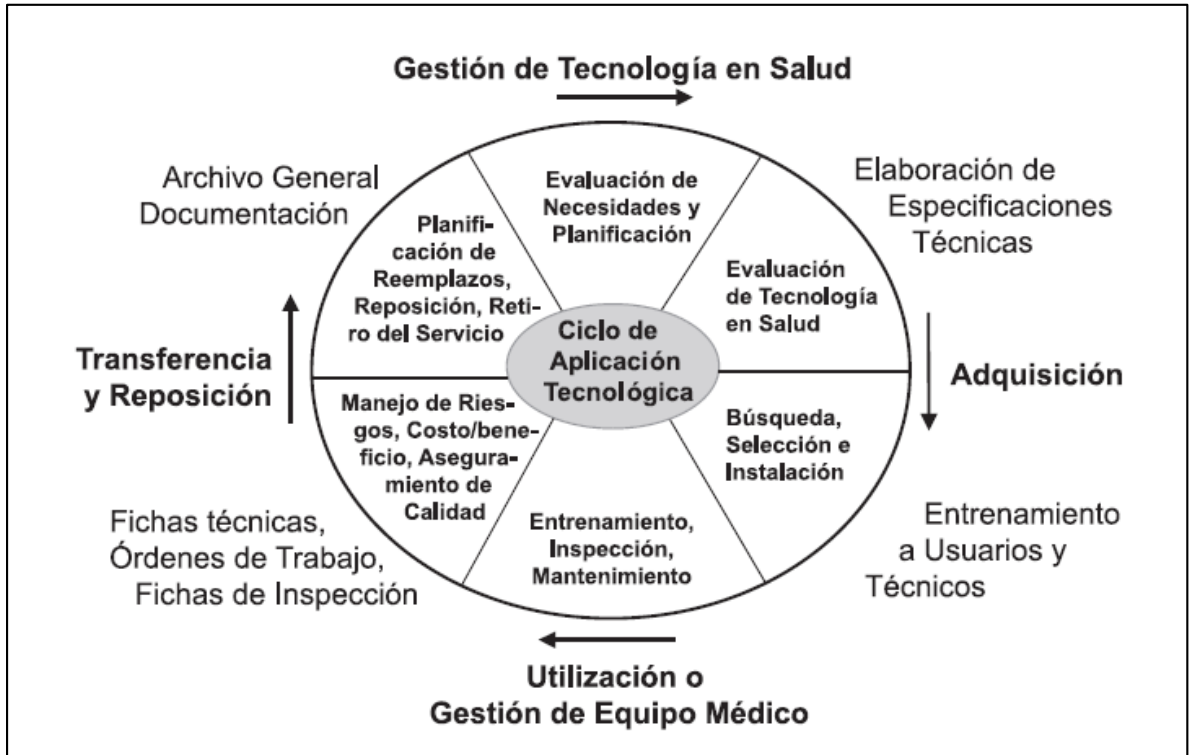 Gestión de Tecnología en Salud
Archivo General
Documentación
Elaboración de
Especificaciones
Técnicas
Evaluación de
Necesidades y
Planificación
Planifi-
cación de
Reemplazos,
Reposición, Reti-
ro del Servicio
Evaluación
de Tecnología
en Salud
Ciclo de
Aplicación
Tecnológica
Transferencia
y Reposición
Adquisición
Manejo de Ries-
gos, Costo/bene-
ficio, Asegura-
miento de
Calidad
Búsqueda,
Selección e
Instalación
Entrenamiento,
Inspección,
Mantenimiento
Fichas técnicas,
Órdenes de Trabajo,
Fichas de Inspección
Entrenamiento
a Usuarios y
Técnicos
Utilización o
Gestión de Equipo Médico